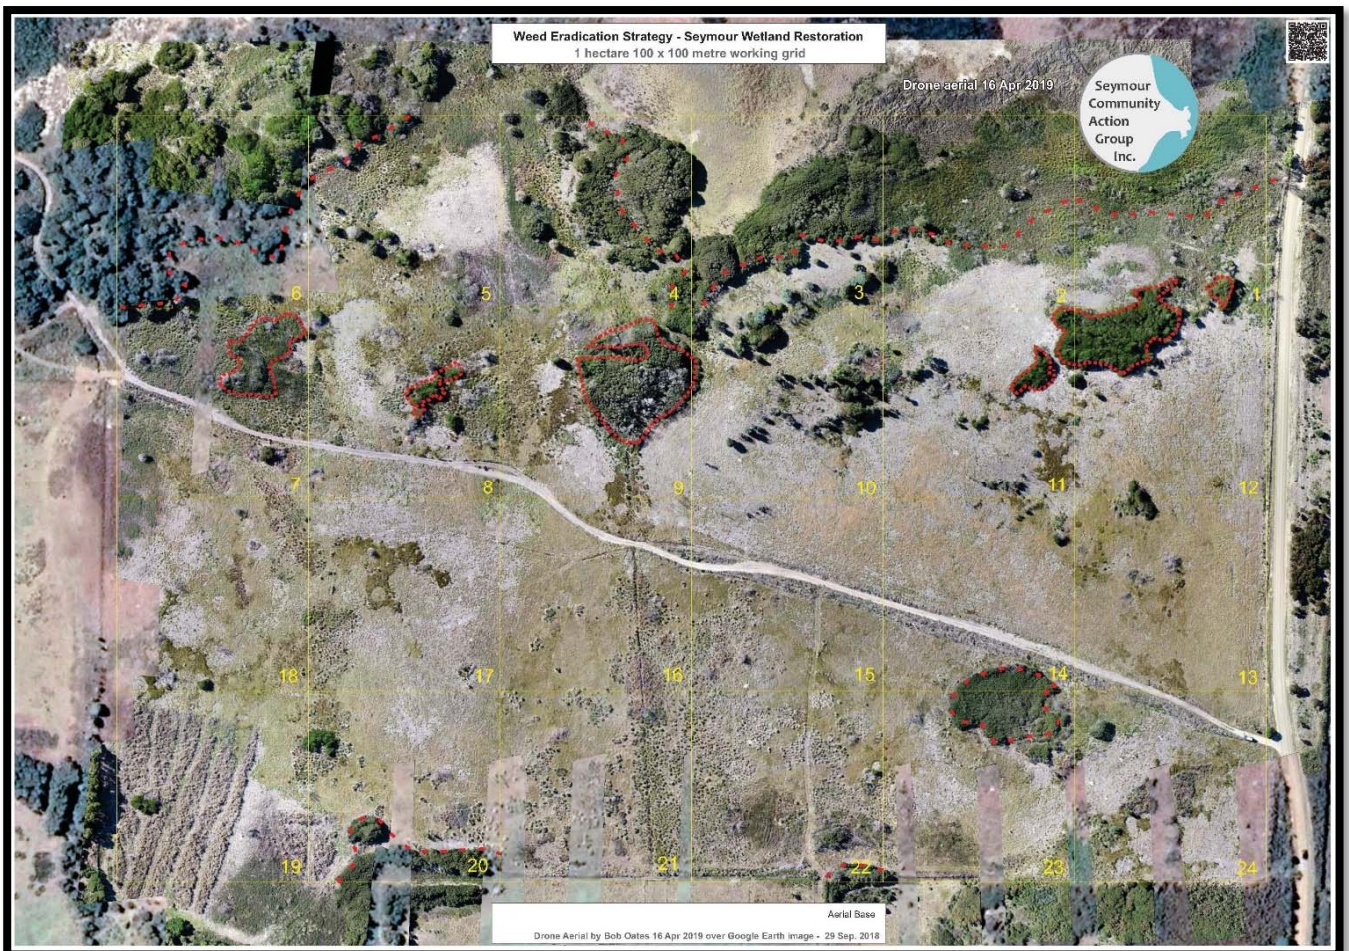 Weed Eradication Strategy - Seymour Wetland Restoration
1 hectare 100 x 100 metre working grid
Drone aerial 16 Apr 2019
Seymour
Community
Action
Group
Inc.
6
5
4
3
2
1
7
8
9
10
11
12
18
17
16
15
14
13
19
20
21
22
23
24
Aerial Base
Drone Aerial by Bob Oates 16 Apr 2019 over Google Earth image - 29 Sep. 2018